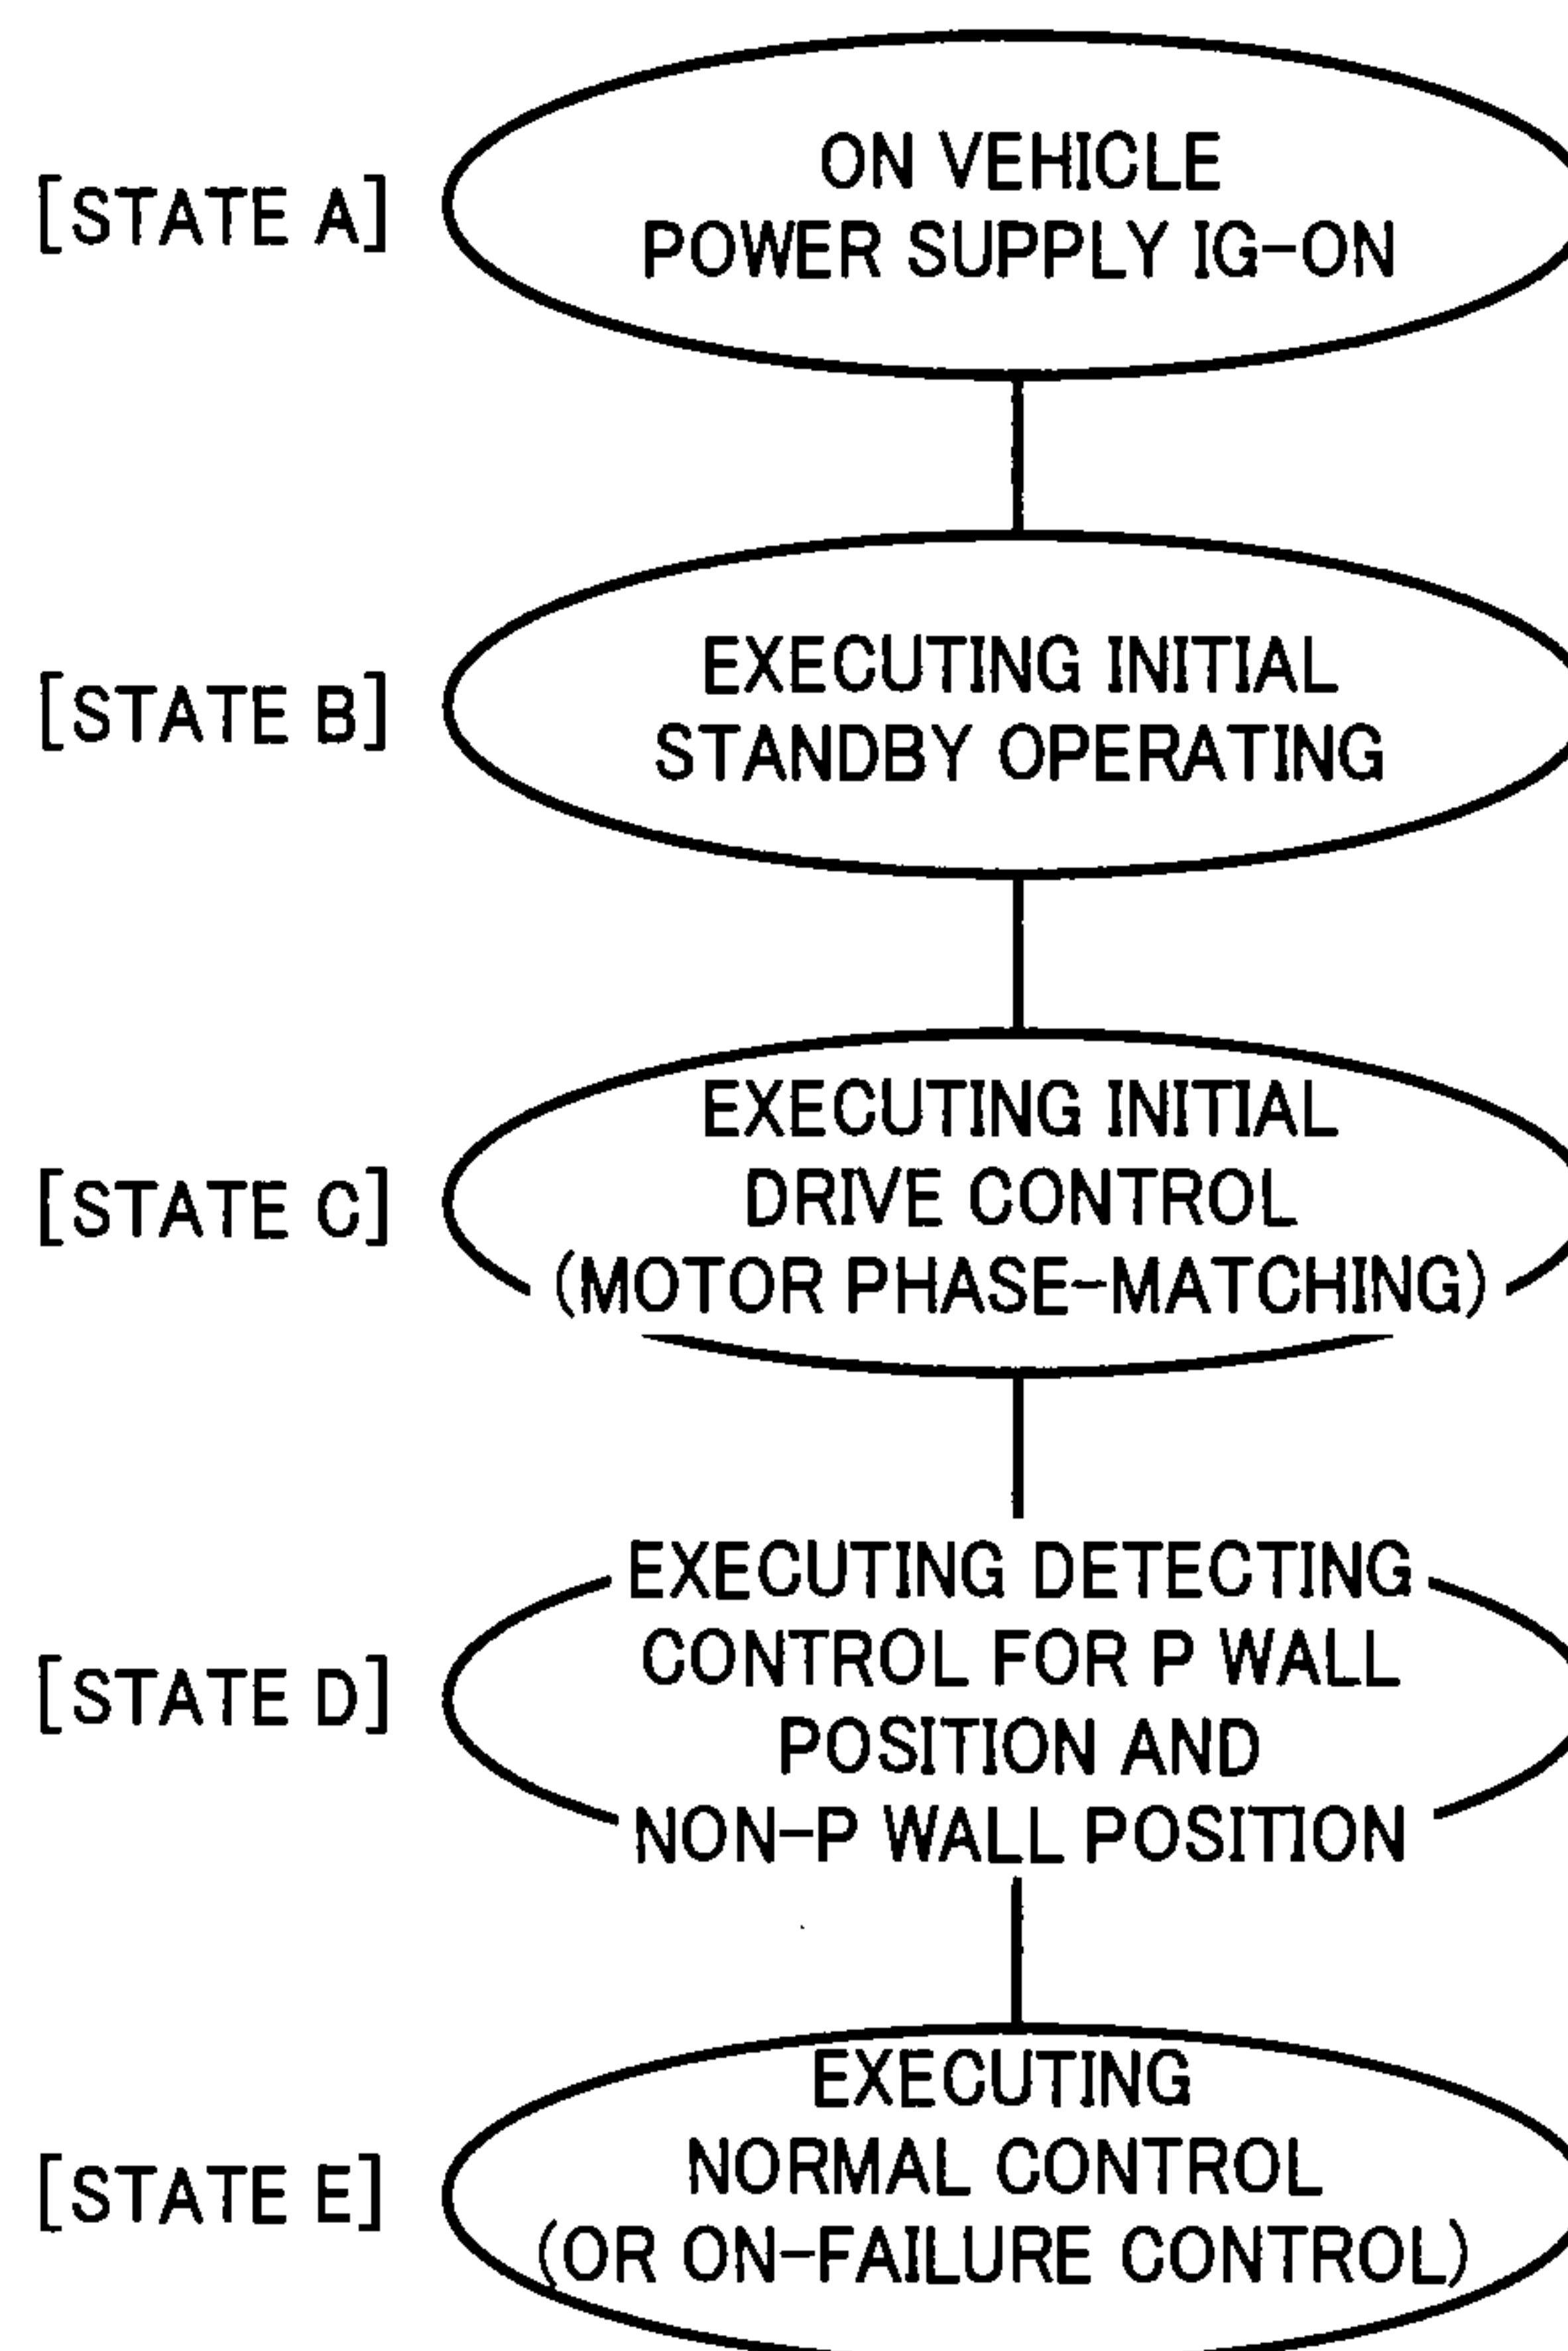 [STATE A]
ON VEHICLE
POWER SUPPLY IG-ON
[STATE B]
EXECUTING INITIAL
STANDBY OPERATING
[STATE C]
EXECUTING INITIAL
DRIVE CONTROL
(MOTOR PHASE-MATCHING)
[STATE D]
EXECUTING DETECTING
CONTROL FOR P WALL
POSITION AND
NON-P WALL POSITION
[STATE E]
EXECUTING
NORMAL CONTROL
(OR ON-FAILURE CONTROL)